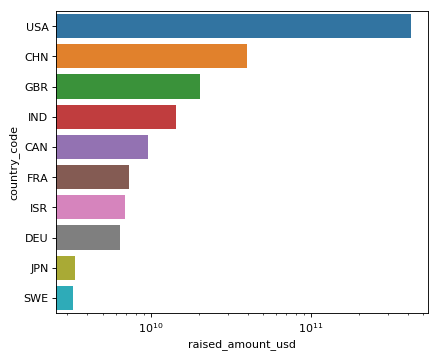 USA
CHN
GBR
IND
CAN
FRA
ISR
DEU
JPN
SWE
country_code
10¹⁰ 10¹¹
raised_amount_usd